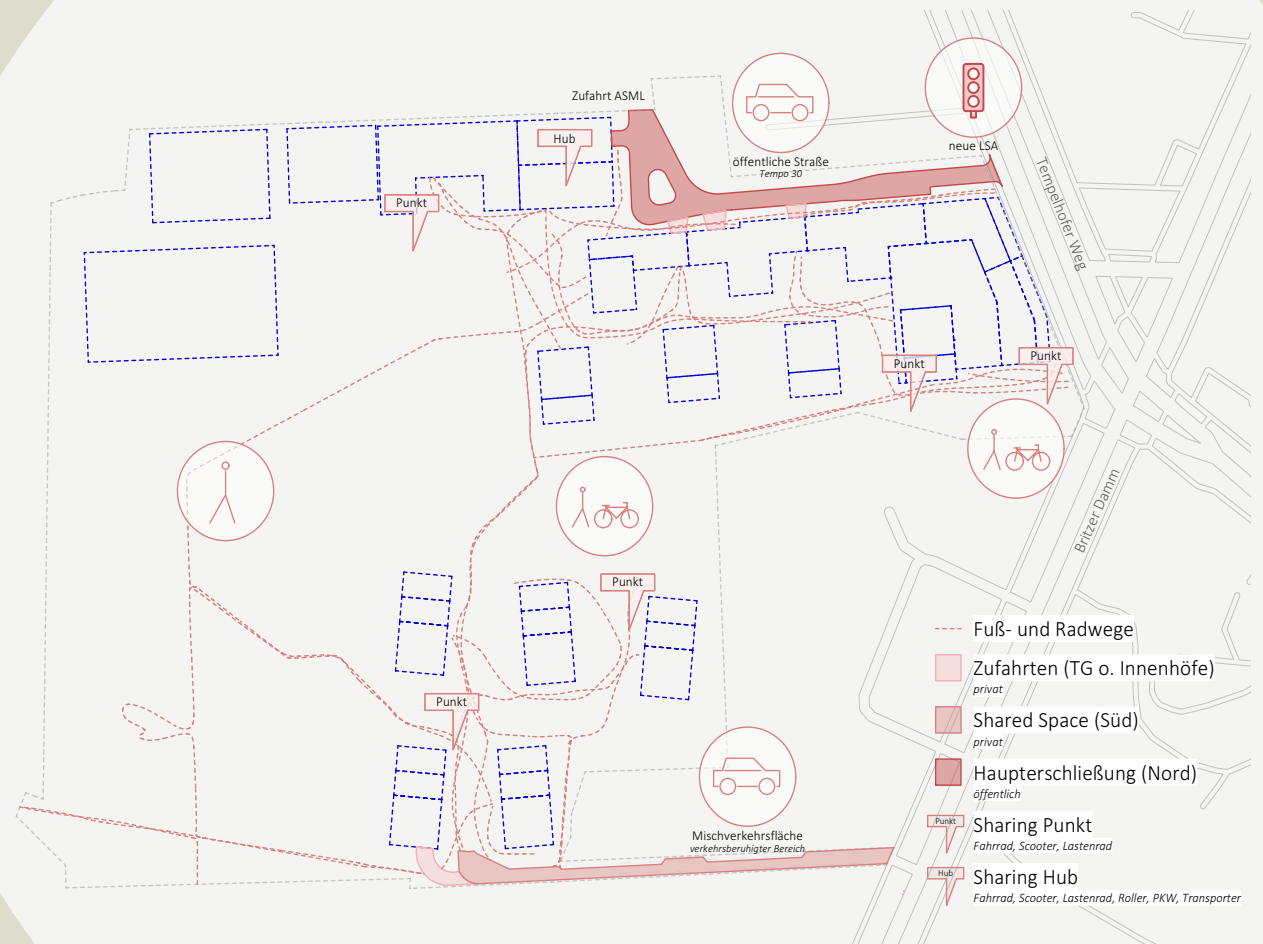 Zufahrt ASML
Hub
öffentliche Straße
Tempo 30
neue LSA
Punkt
Tempelhofer Weg
Punkt
Punkt
Britzer Damm
Punkt
Punkt
Mischverkehrsfläche
verkehrsberuhigter Bereich
Fuß- und Radwege
Zufahrten (TG o. Innenhöfe)
privat
Shared Space (Süd)
privat
Haupterschließung (Nord)
öffentlich
Punkt
Sharing Punkt
Fahrrad, Scooter, Lastenrad
Hub
Sharing Hub
Fahrrad, Scooter, Lastenrad, Roller, PKW, Transporter